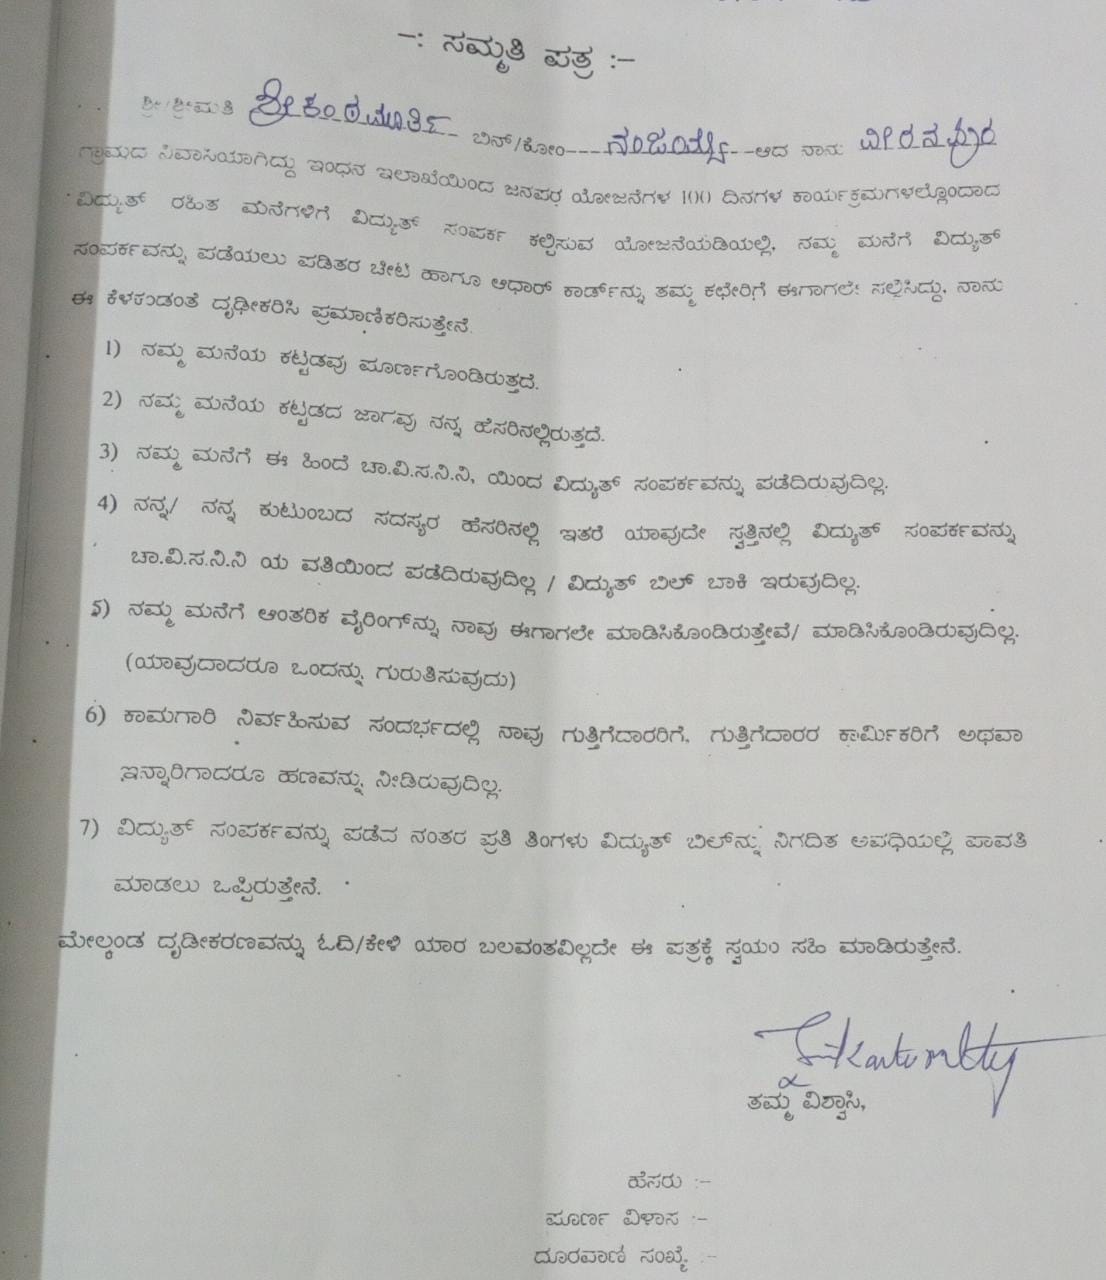 -: ಸಮ್ಮತಿ ಪತ್ರ :-
ಶ್ರೀ/ಶ್ರೀಮತಿ ಶ್ರೀಕಂಠಮೂರ್ತಿ ಬಿನ್/ಕೋಂ---ನಂಜಯ್ಯ--ಆದ ನಾನು ವೀರನಪುರ
ಗ್ರಾಮದ ನಿವಾಸಿಯಾಗಿದ್ದು ಇಂಧನ ಇಲಾಖೆಯಿಂದ ಜನಪರ ಯೋಜನೆಗಳ 100 ದಿನಗಳ ಕಾರ್ಯಕ್ರಮಗಳಲ್ಲೊಂದಾದ
ವಿದ್ಯುತ್ ರಹಿತ ಮನೆಗಳಿಗೆ ವಿದ್ಯುತ್ ಸಂಪರ್ಕ ಕಲ್ಪಿಸುವ ಯೋಜನೆಯಡಿಯಲ್ಲಿ, ನಮ್ಮ ಮನೆಗೆ ವಿದ್ಯುತ್
ಸಂಪರ್ಕವನ್ನು ಪಡೆಯಲು ಪಡಿತರ ಚೀಟಿ ಹಾಗೂ ಆಧಾರ್ ಕಾರ್ಡ್‌ನ್ನು ತಮ್ಮ ಕಛೇರಿಗೆ ಈಗಾಗಲೇ ಸಲ್ಲಿಸಿದ್ದು, ನಾನು
ಈ ಕೆಳಕಂಡಂತೆ ದೃಢೀಕರಿಸಿ ಪ್ರಮಾಣಿಕರಿಸುತ್ತೇನೆ.
1) ನಮ್ಮ ಮನೆಯ ಕಟ್ಟಡವು ಪೂರ್ಣಗೊಂಡಿರುತ್ತದೆ.
2) ನಮ್ಮ ಮನೆಯ ಕಟ್ಟಡದ ಜಾಗವು ನನ್ನ ಹೆಸರಿನಲ್ಲಿರುತ್ತದೆ.
3) ನಮ್ಮ ಮನೆಗೆ ಈ ಹಿಂದೆ ಚಾ.ವಿ.ಸ.ನಿ.ನಿ, ಯಿಂದ ವಿದ್ಯುತ್ ಸಂಪರ್ಕವನ್ನು ಪಡೆದಿರುವುದಿಲ್ಲ.
4) ನನ್ನ/ ನನ್ನ ಕುಟುಂಬದ ಸದಸ್ಯರ ಹೆಸರಿನಲ್ಲಿ ಇತರೆ ಯಾವುದೇ ಸ್ವತ್ತಿನಲ್ಲಿ ವಿದ್ಯುತ್ ಸಂಪರ್ಕವನ್ನು
ಚಾ.ವಿ.ಸ.ನಿ.ನಿ ಯ ವತಿಯಿಂದ ಪಡೆದಿರುವುದಿಲ್ಲ / ವಿದ್ಯುತ್ ಬಿಲ್ ಬಾಕಿ ಇರುವುದಿಲ್ಲ.
5) ನಮ್ಮ ಮನೆಗೆ ಆಂತರಿಕ ವೈರಿಂಗ್‌ನ್ನು ನಾವು ಈಗಾಗಲೇ ಮಾಡಿಸಿಕೊಂಡಿರುತ್ತೇವೆ/ ಮಾಡಿಸಿಕೊಂಡಿರುವುದಿಲ್ಲ.
(ಯಾವುದಾದರೂ ಒಂದನ್ನು ಗುರುತಿಸುವುದು)
6) ಕಾಮಗಾರಿ ನಿರ್ವಹಿಸುವ ಸಂದರ್ಭದಲ್ಲಿ ನಾವು ಗುತ್ತಿಗೆದಾರರಿಗೆ, ಗುತ್ತಿಗೆದಾರರ ಕಾರ್ಮಿಕರಿಗೆ ಅಥವಾ
ಇನ್ನಾರಿಗಾದರೂ ಹಣವನ್ನು ನೀಡಿರುವುದಿಲ್ಲ.
7) ವಿದ್ಯುತ್ ಸಂಪರ್ಕವನ್ನು ಪಡೆದ ನಂತರ ಪ್ರತಿ ತಿಂಗಳು ವಿದ್ಯುತ್ ಬಿಲ್‌ನ್ನು ನಿಗದಿತ ಅವಧಿಯಲ್ಲಿ ಪಾವತಿ
ಮಾಡಲು ಒಪ್ಪಿರುತ್ತೇನೆ.
ಮೇಲ್ಕಂಡ ದೃಡೀಕರಣವನ್ನು ಓದಿ/ಕೇಳಿ ಯಾರ ಬಲವಂತವಿಲ್ಲದೇ ಈ ಪತ್ರಕ್ಕೆ ಸ್ವಯಂ ಸಹಿ ಮಾಡಿರುತ್ತೇನೆ.
ತಮ್ಮ ವಿಶ್ವಾಸಿ,
ಹೆಸರು :-
ಪೂರ್ಣ ವಿಳಾಸ :-
ದೂರವಾಣಿ ಸಂಖ್ಯೆ :-